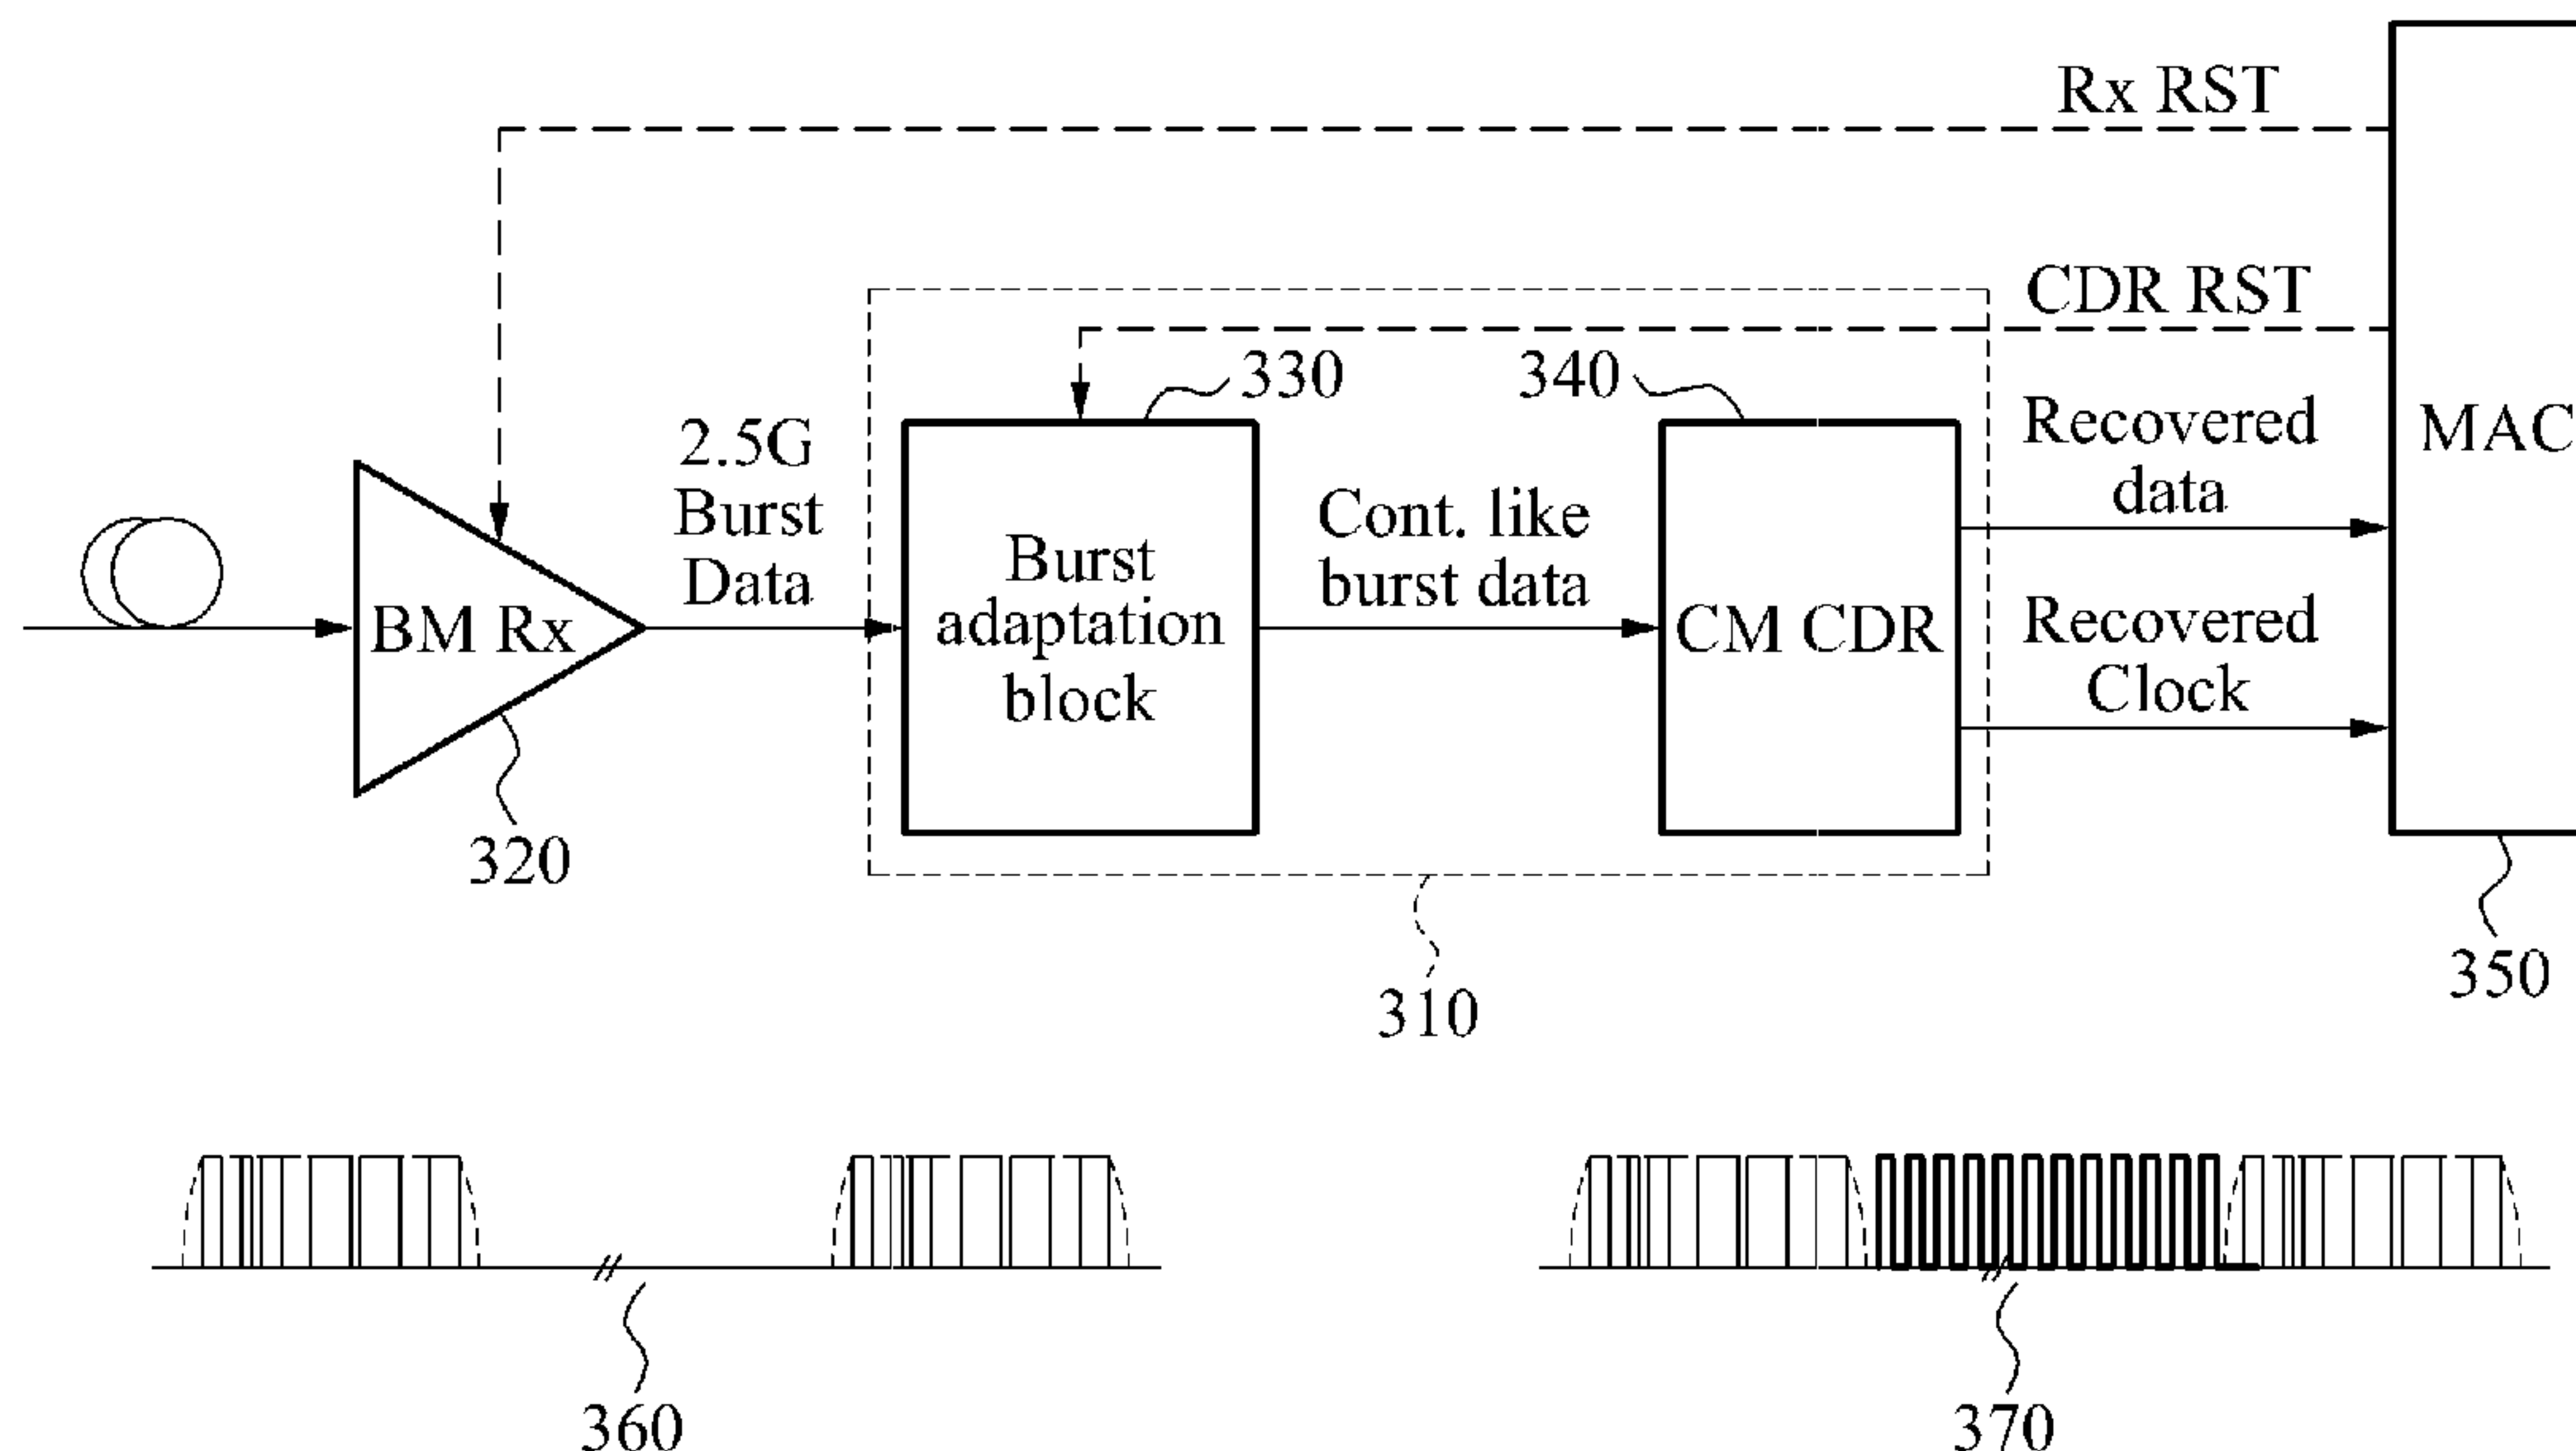 Rx RST
CDR RST
330
340
2.5G
Burst
Data
Recovered
data
MAC
Cont. like
burst data
BM Rx
Burst
adaptation
block
CM CDR
Recovered
Clock
320
310
350
360
370